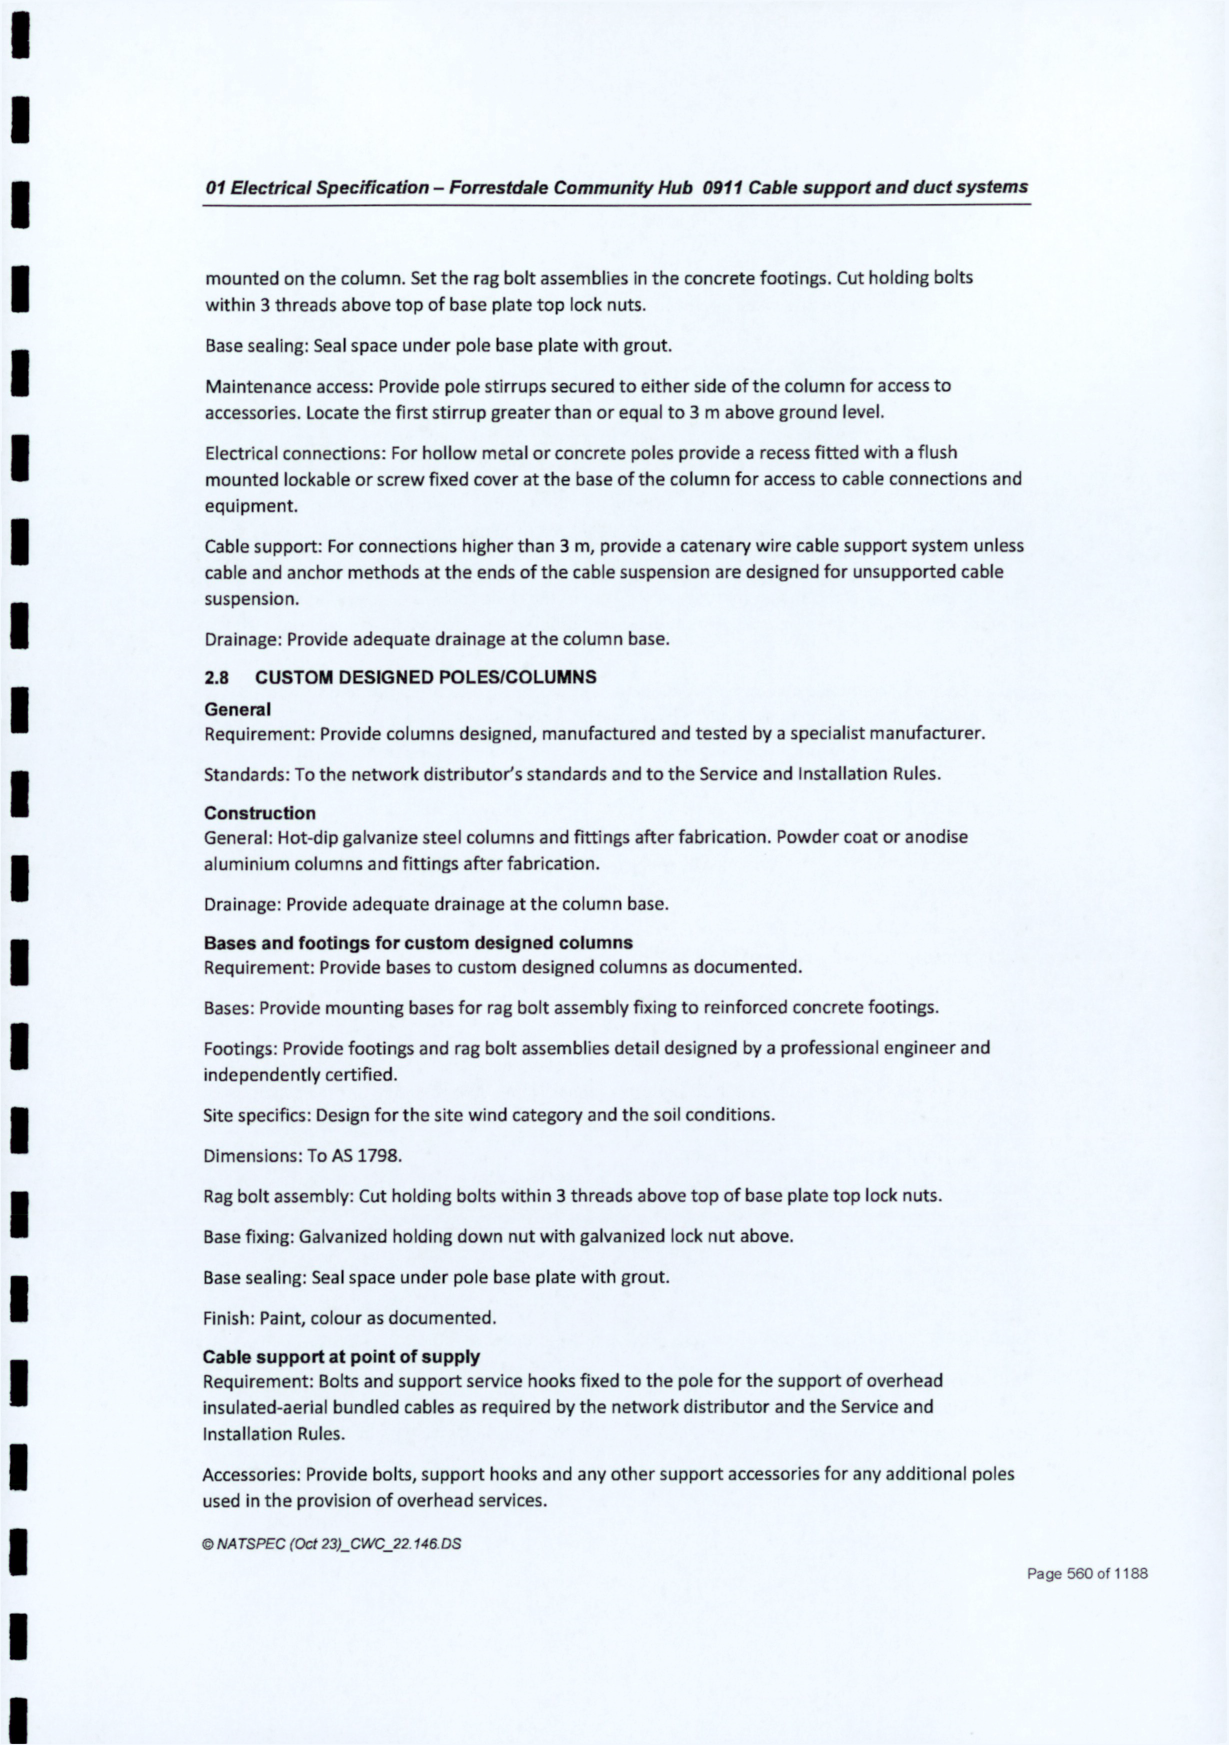 01 Electrical Specification – Forrestdale Community Hub 0911 Cable support and duct systems
mounted on the column. Set the rag bolt assemblies in the concrete footings. Cut holding bolts
within 3 threads above top of base plate top lock nuts.
Base sealing: Seal space under pole base plate with grout.
Maintenance access: Provide pole stirrups secured to either side of the column for access to
accessories. Locate the first stirrup greater than or equal to 3 m above ground level.
Electrical connections: For hollow metal or concrete poles provide a recess fitted with a flush
mounted lockable or screw fixed cover at the base of the column for access to cable connections and
equipment.
Cable support: For connections higher than 3 m, provide a catenary wire cable support system unless
cable and anchor methods at the ends of the cable suspension are designed for unsupported cable
suspension.
Drainage: Provide adequate drainage at the column base.
2.8 CUSTOM DESIGNED POLES/COLUMNS
General
Requirement: Provide columns designed, manufactured and tested by a specialist manufacturer.
Standards: To the network distributor's standards and to the Service and Installation Rules.
Construction
General: Hot-dip galvanize steel columns and fittings after fabrication. Powder coat or anodise
aluminium columns and fittings after fabrication.
Drainage: Provide adequate drainage at the column base.
Bases and footings for custom designed columns
Requirement: Provide bases to custom designed columns as documented.
Bases: Provide mounting bases for rag bolt assembly fixing to reinforced concrete footings.
Footings: Provide footings and rag bolt assemblies detail designed by a professional engineer and
independently certified.
Site specifics: Design for the site wind category and the soil conditions.
Dimensions: To AS 1798.
Rag bolt assembly: Cut holding bolts within 3 threads above top of base plate top lock nuts.
Base fixing: Galvanized holding down nut with galvanized lock nut above.
Base sealing: Seal space under pole base plate with grout.
Finish: Paint, colour as documented.
Cable support at point of supply
Requirement: Bolts and support service hooks fixed to the pole for the support of overhead
insulated-aerial bundled cables as required by the network distributor and the Service and
Installation Rules.
Accessories: Provide bolts, support hooks and any other support accessories for any additional poles
used in the provision of overhead services.
© NATSPEC (Oct 23)_CWC_22.146.DS
Page 560 of 1188